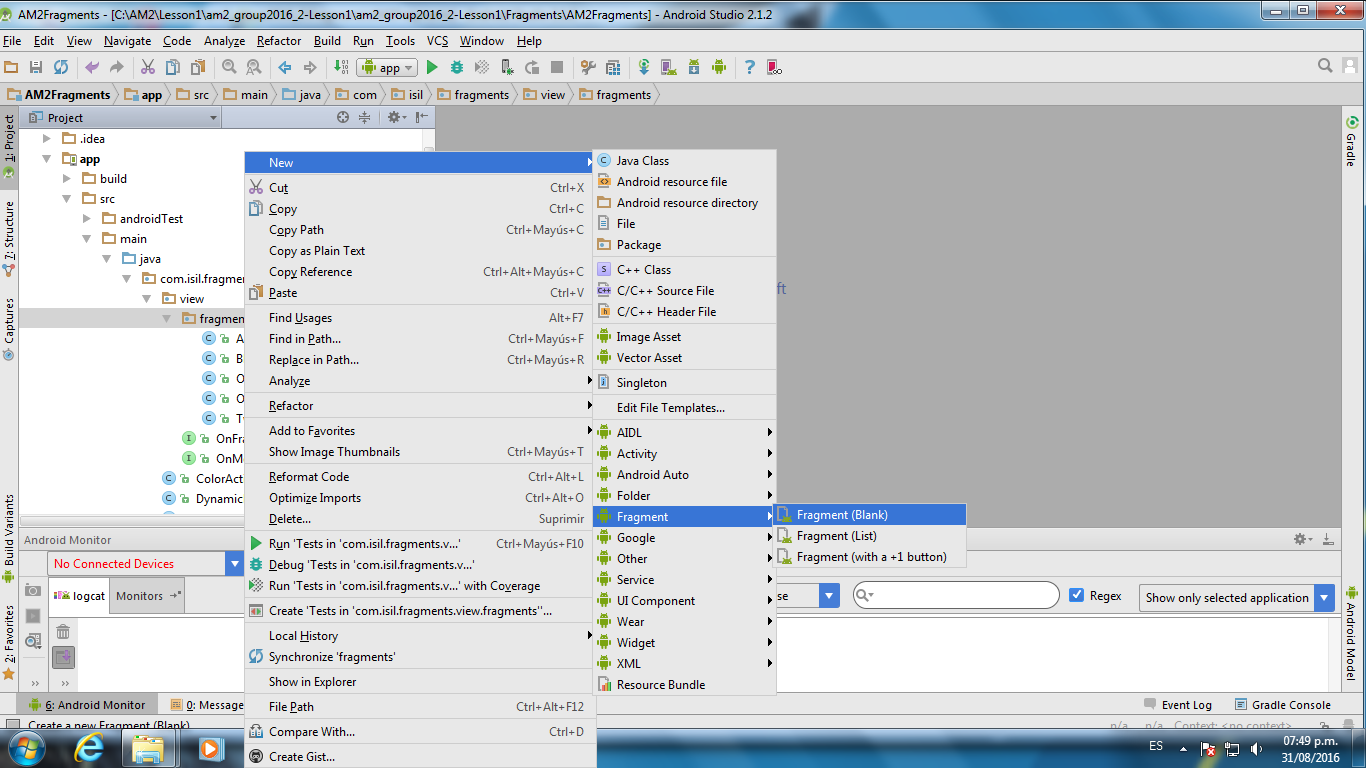 AM2Fragments - [C:\AM2\Lesson1\am2_group2016_2-Lesson1\am2_group2016_2-Lesson1\Fragments\AM2Fragments] - Android Studio 2.1.2
File Edit View Navigate Code Analyze Refactor Build Run Tools VCS Window Help
app
AM2Fragments app src main java com isil fragments view fragments
Project
.idea
app
build
src
androidTest
main
java
com.isil.fragme
view
fragmen
A
B
O
O
T
OnFra
OnM
ColorAct
Dynamic
1: Project
7: Structure
Captures
Build Variants
2: Favorites
New
Cut Ctrl+X
Copy Ctrl+C
Copy Path Ctrl+Mayús+C
Copy as Plain Text
Copy Reference Ctrl+Alt+Mayús+C
Paste Ctrl+V
Find Usages Alt+F7
Find in Path... Ctrl+Mayús+F
Replace in Path... Ctrl+Mayús+R
Analyze
Refactor
Add to Favorites
Show Image Thumbnails Ctrl+Mayús+T
Reformat Code Ctrl+Alt+L
Optimize Imports Ctrl+Alt+O
Delete... Suprimir
Run 'Tests in 'com.isil.fragments.v...' Ctrl+Mayús+F10
Debug 'Tests in 'com.isil.fragments.v...'
Run 'Tests in 'com.isil.fragments.v...' with Coverage
Create 'Tests in 'com.isil.fragments.view.fragments''...
Local History
Synchronize 'fragments'
Show in Explorer
File Path Ctrl+Alt+F12
Compare With... Ctrl+D
Create Gist...
Java Class
Android resource file
Android resource directory
File
Package
C++ Class
C/C++ Source File
C/C++ Header File
Image Asset
Vector Asset
Singleton
Edit File Templates...
AIDL
Activity
Android Auto
Folder
Fragment
Google
Other
Service
UI Component
Wear
Widget
XML
Resource Bundle
Fragment (Blank)
Fragment (List)
Fragment (with a +1 button)
ft
Gradle
Android Model
Android Monitor
No Connected Devices
logcat Monitors
se Regex Show only selected application
6: Android Monitor 0: Message Event Log Gradle Console
Create a new Fragment (Blank) n/a n/a Context: <no context>
ES 07:49 p.m.
31/08/2016